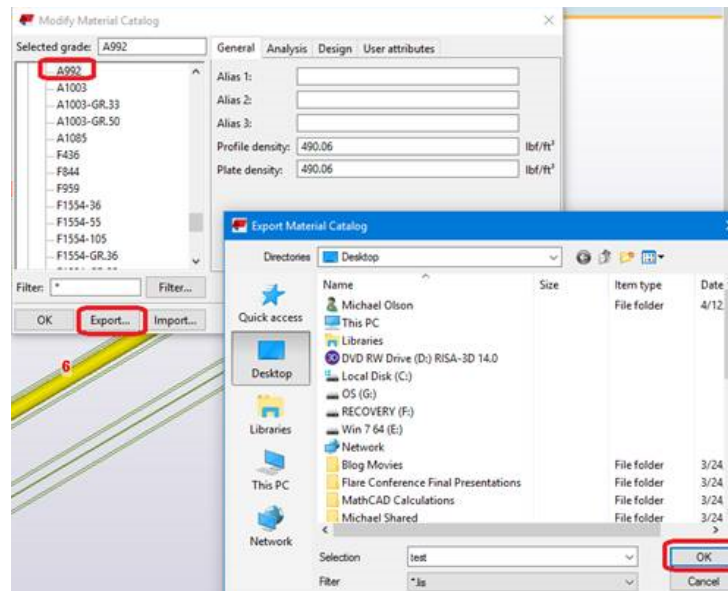 Modify Material Catalog
Selected grade: A992
General Analysis Design User attributes
A992
A1003
A1003-GR.33
A1003-GR.50
A1085
F436
F844
F959
F1554-36
F1554-55
F1554-105
F1554-GR.36
Alias 1:
Alias 2:
Alias 3:
Profile density: 490.06 lbf/ft³
Plate density: 490.06 lbf/ft³
Filter: * Filter...
OK Export... Import...
6
Export Material Catalog
Directories Desktop
Quick access
Desktop
Libraries
This PC
Network
Name Size Item type Date
Michael Olson File folder 4/12
This PC
Libraries
DVD RW Drive (D:) RISA-3D 14.0
Local Disk (C:)
OS (G:)
RECOVERY (F:)
Win 7 64 (E:)
Network
Blog Movies File folder 3/24
Flare Conference Final Presentations File folder 3/24
MathCAD Calculations File folder 3/24
Michael Shared File folder 3/24
Selection test OK
Filter *.lis Cancel